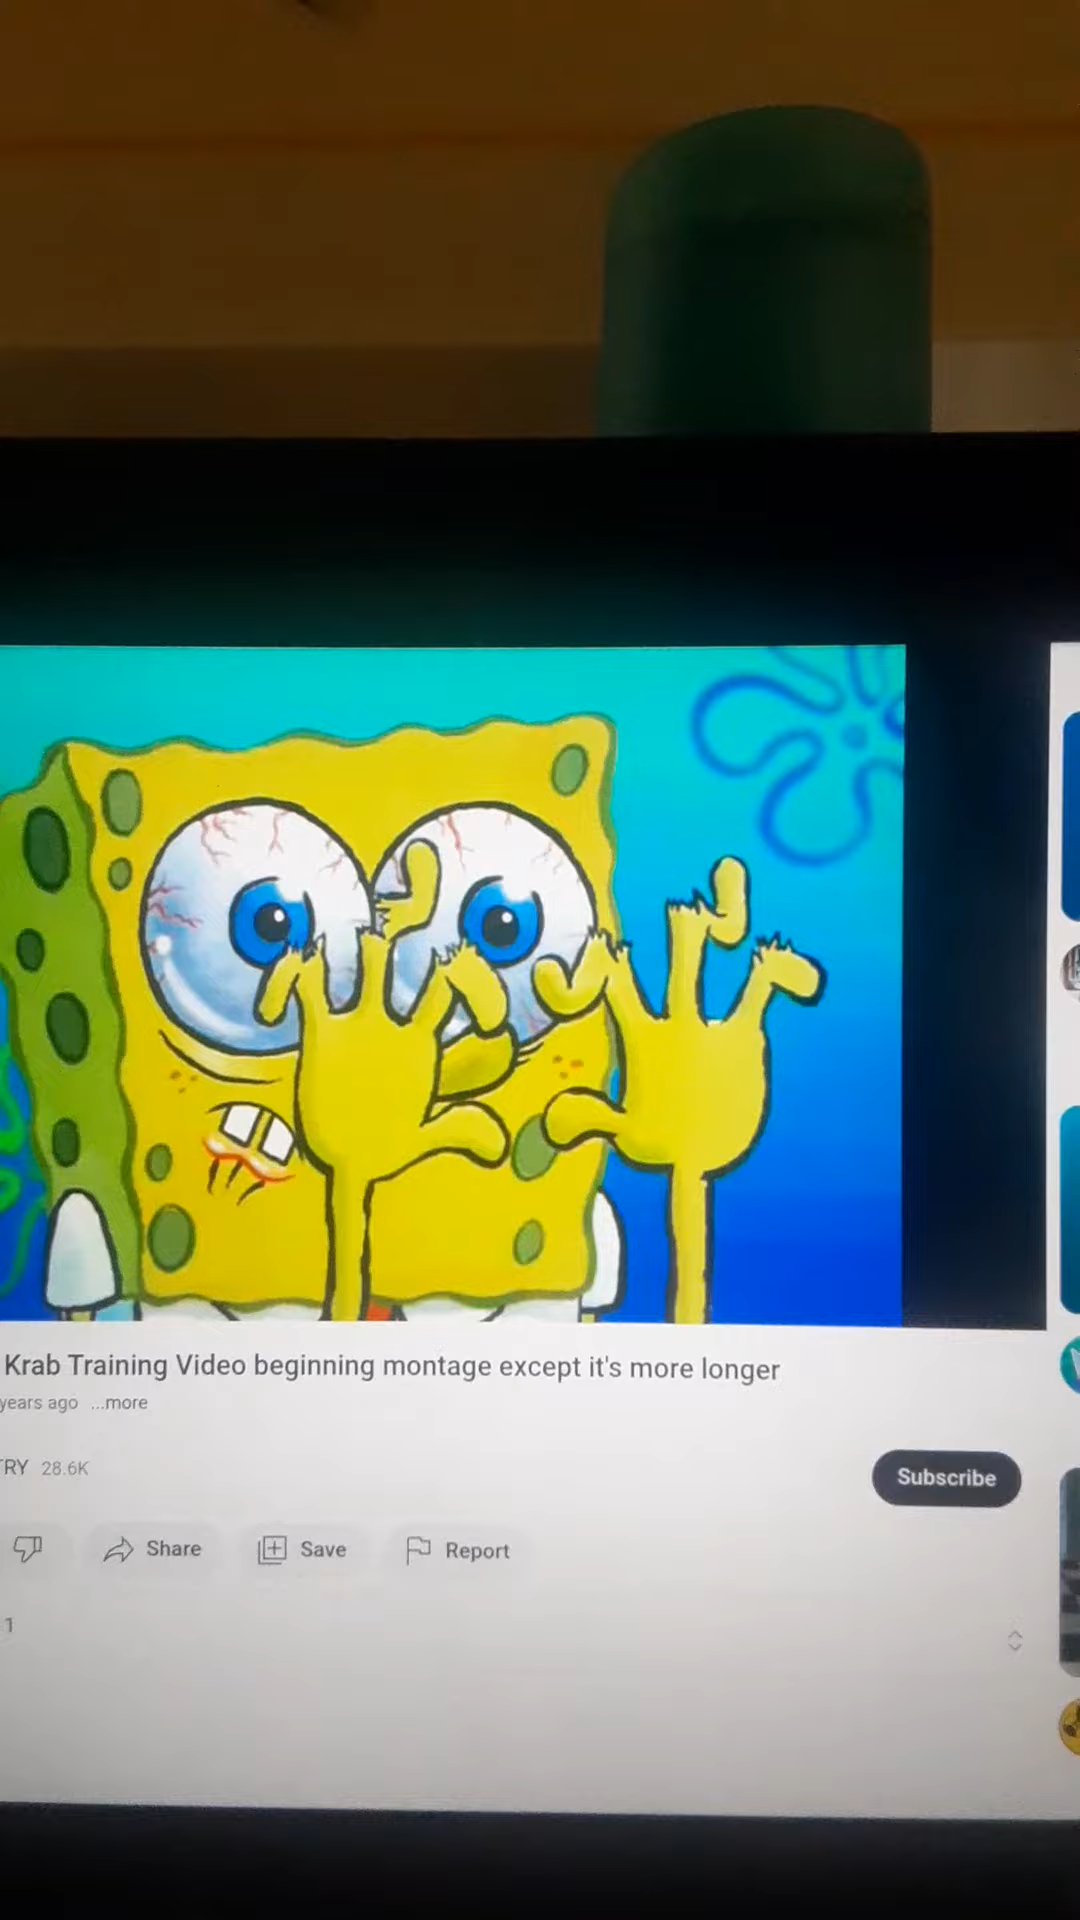 Krab Training Video beginning montage except it's more longer
years ago ...more
TRY 28.6K
Subscribe
Share Save Report
1